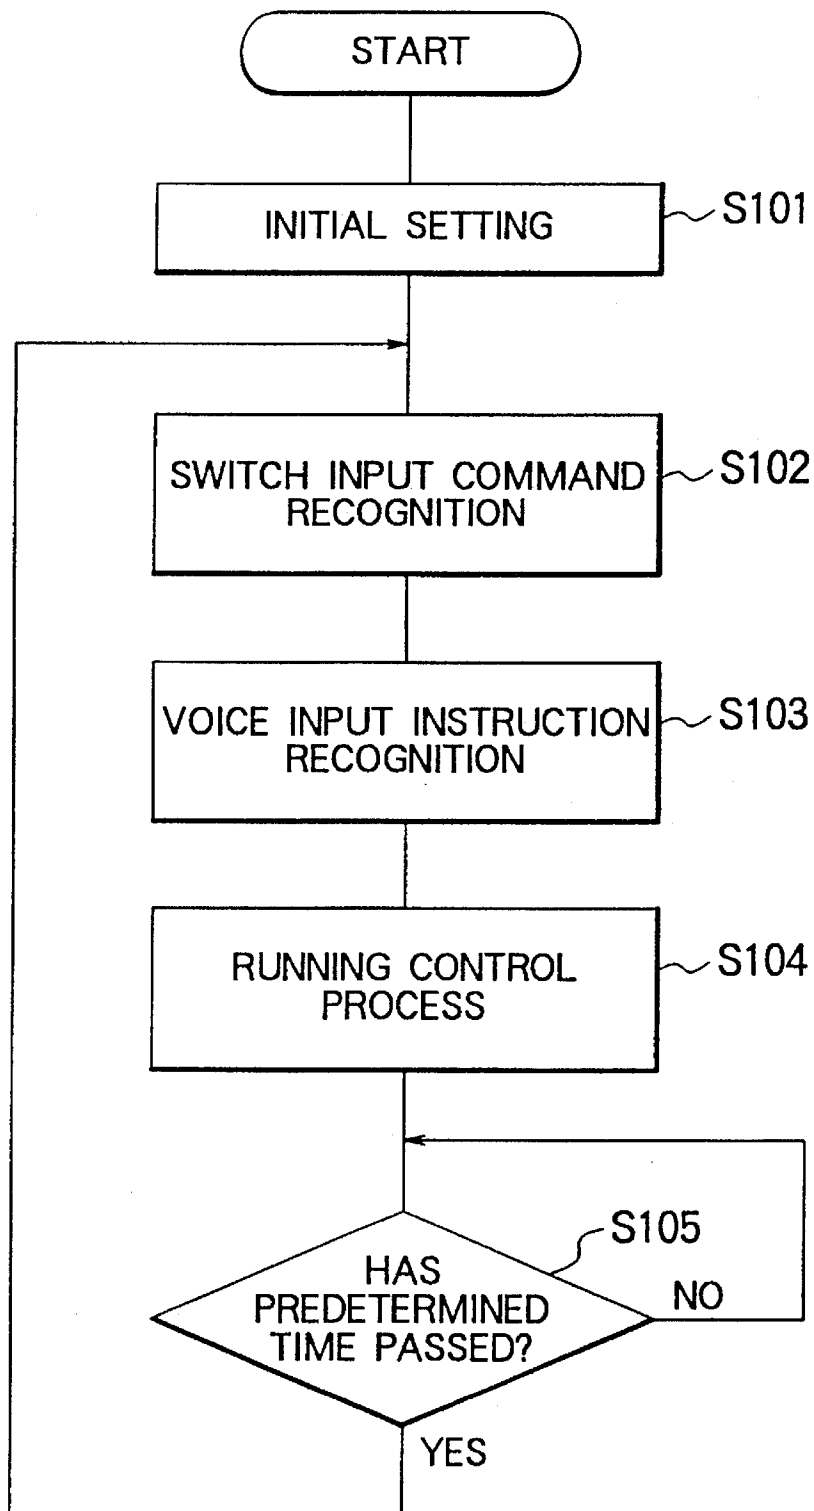 START
INITIAL SETTING
S101
SWITCH INPUT COMMAND
RECOGNITION
S102
VOICE INPUT INSTRUCTION
RECOGNITION
S103
RUNNING CONTROL
PROCESS
S104
S105
HAS
PREDETERMINED
TIME PASSED?
NO
YES